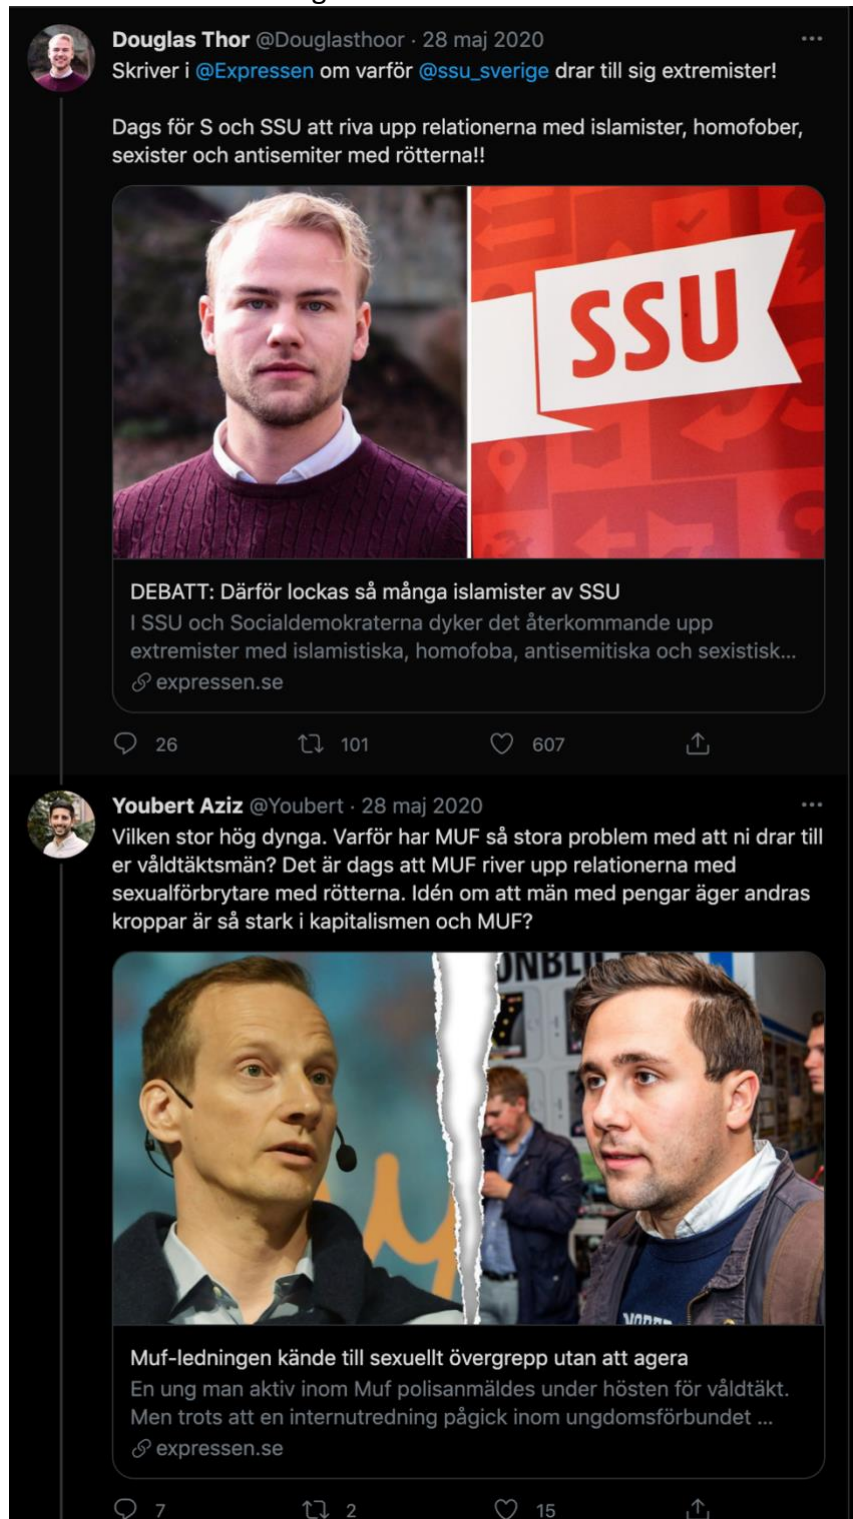 Douglas Thor @Douglasthoor · 28 maj 2020
Skriver i @Expressen om varför @ssu_sverige drar till sig extremister!
Dags för S och SSU att riva upp relationerna med islamister, homofober,
sexister och antisemiter med rötterna!!
SSU
DEBATT: Därför lockas så många islamister av SSU
I SSU och Socialdemokraterna dyker det återkommande upp
extremister med islamistiska, homofoba, antisemitiska och sexistisk...
expressen.se
26 101 607
Youbert Aziz @Youbert · 28 maj 2020
Vilken stor hög dynga. Varför har MUF så stora problem med att ni drar till
er våldtäktsmän? Det är dags att MUF river upp relationerna med
sexualförbrytare med rötterna. Idén om att män med pengar äger andras
kroppar är så stark i kapitalismen och MUF?
Muf-ledningen kände till sexuellt övergrepp utan att agera
En ung man aktiv inom Muf polisanmäldes under hösten för våldtäkt.
Men trots att en internutredning pågick inom ungdomsförbundet ...
expressen.se
7 2 15